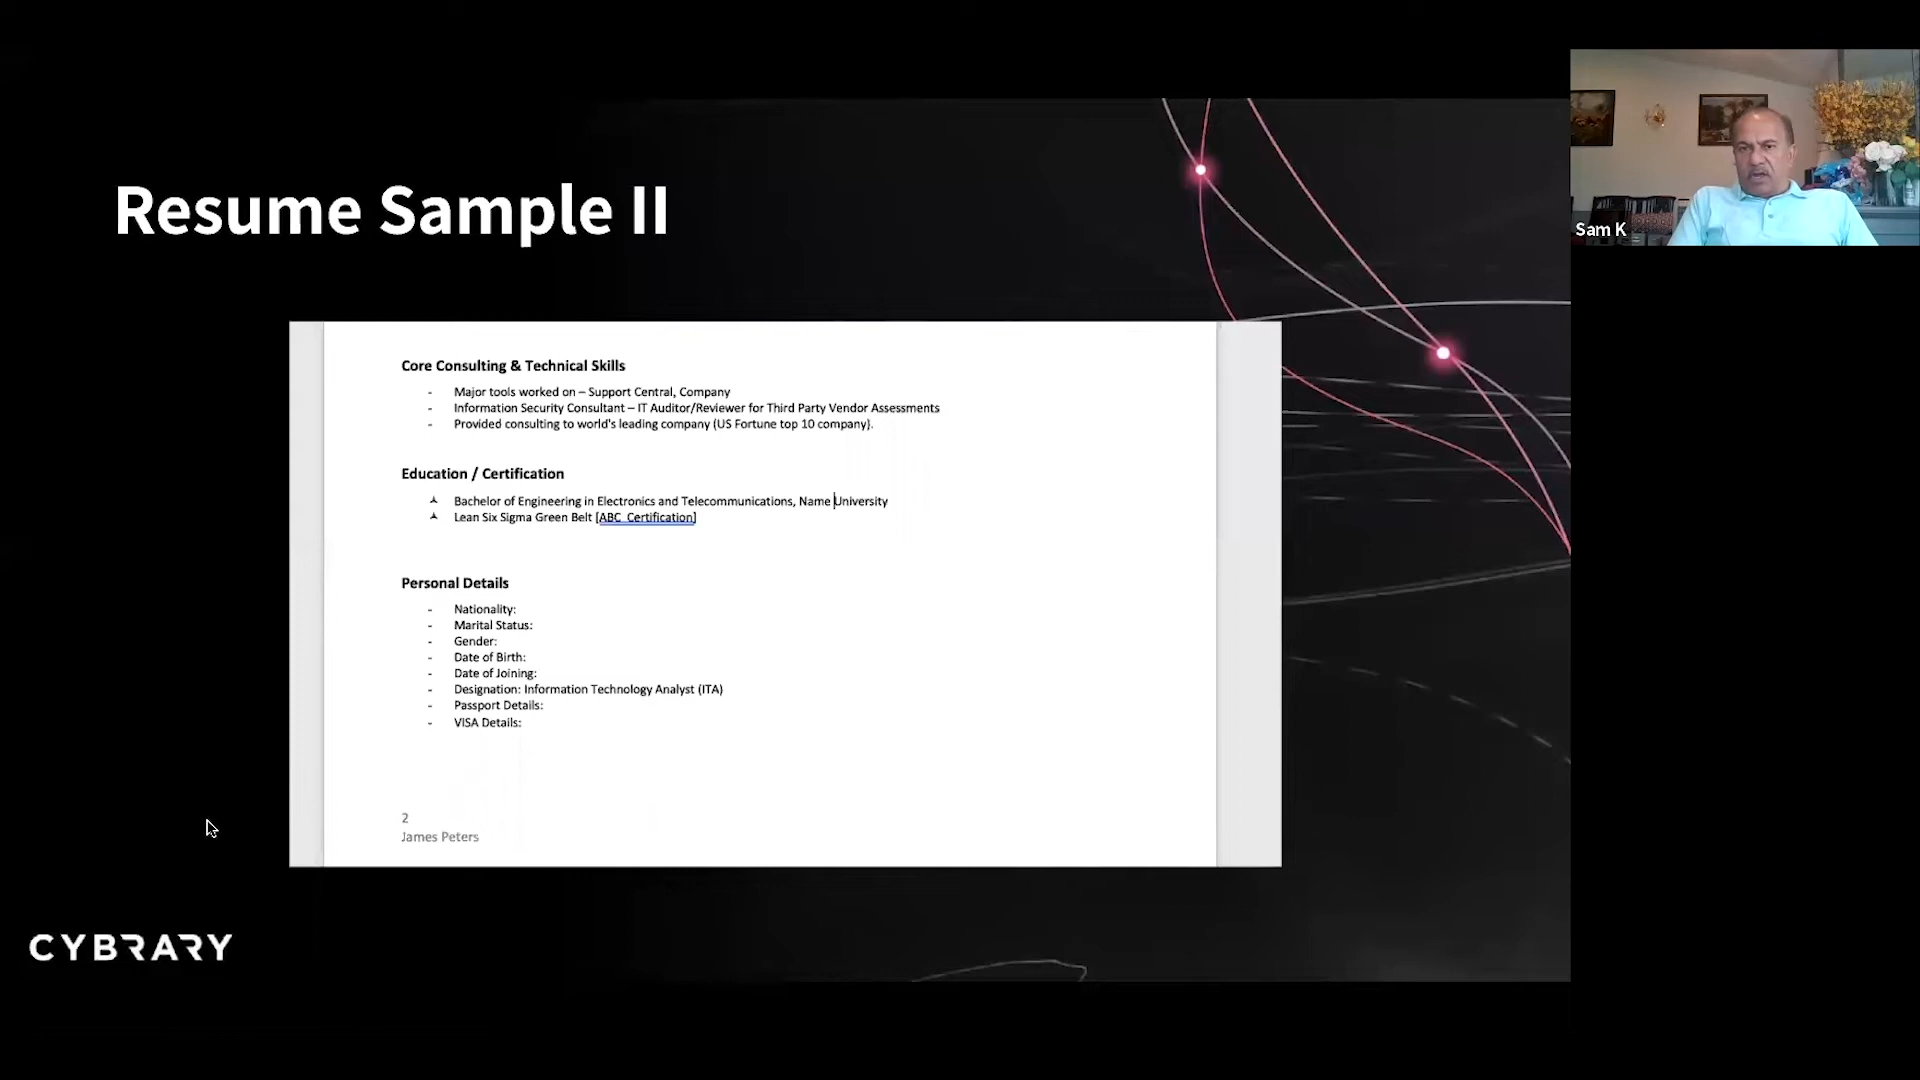 Resume Sample II
Sam K
Core Consulting & Technical Skills
- Major tools worked on – Support Central, Company
- Information Security Consultant – IT Auditor/Reviewer for Third Party Vendor Assessments
- Provided consulting to world's leading company (US Fortune top 10 company).
Education / Certification
Bachelor of Engineering in Electronics and Telecommunications, Name University
Lean Six Sigma Green Belt [ABC Certification]
Personal Details
- Nationality:
- Marital Status:
- Gender:
- Date of Birth:
- Date of Joining:
- Designation: Information Technology Analyst (ITA)
- Passport Details:
- VISA Details:
2
James Peters
CYBRARY